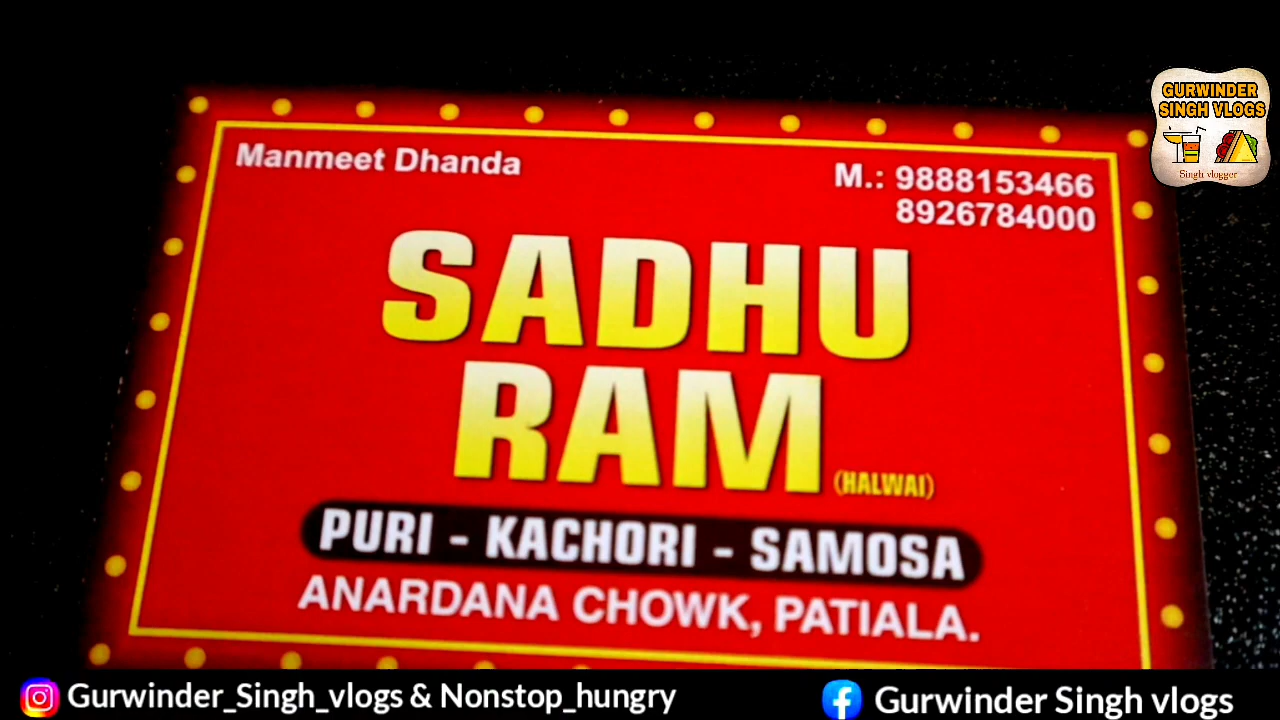 GURWINDER
SINGH VLOGS
Singh vlogger
Manmeet Dhanda
M.: 9888153466
8926784000
SADHU
RAM
(HALWAI)
PURI - KACHORI - SAMOSA
ANARDANA CHOWK, PATIALA.
Gurwinder_Singh_vlogs & Nonstop_hungry
Gurwinder Singh vlogs